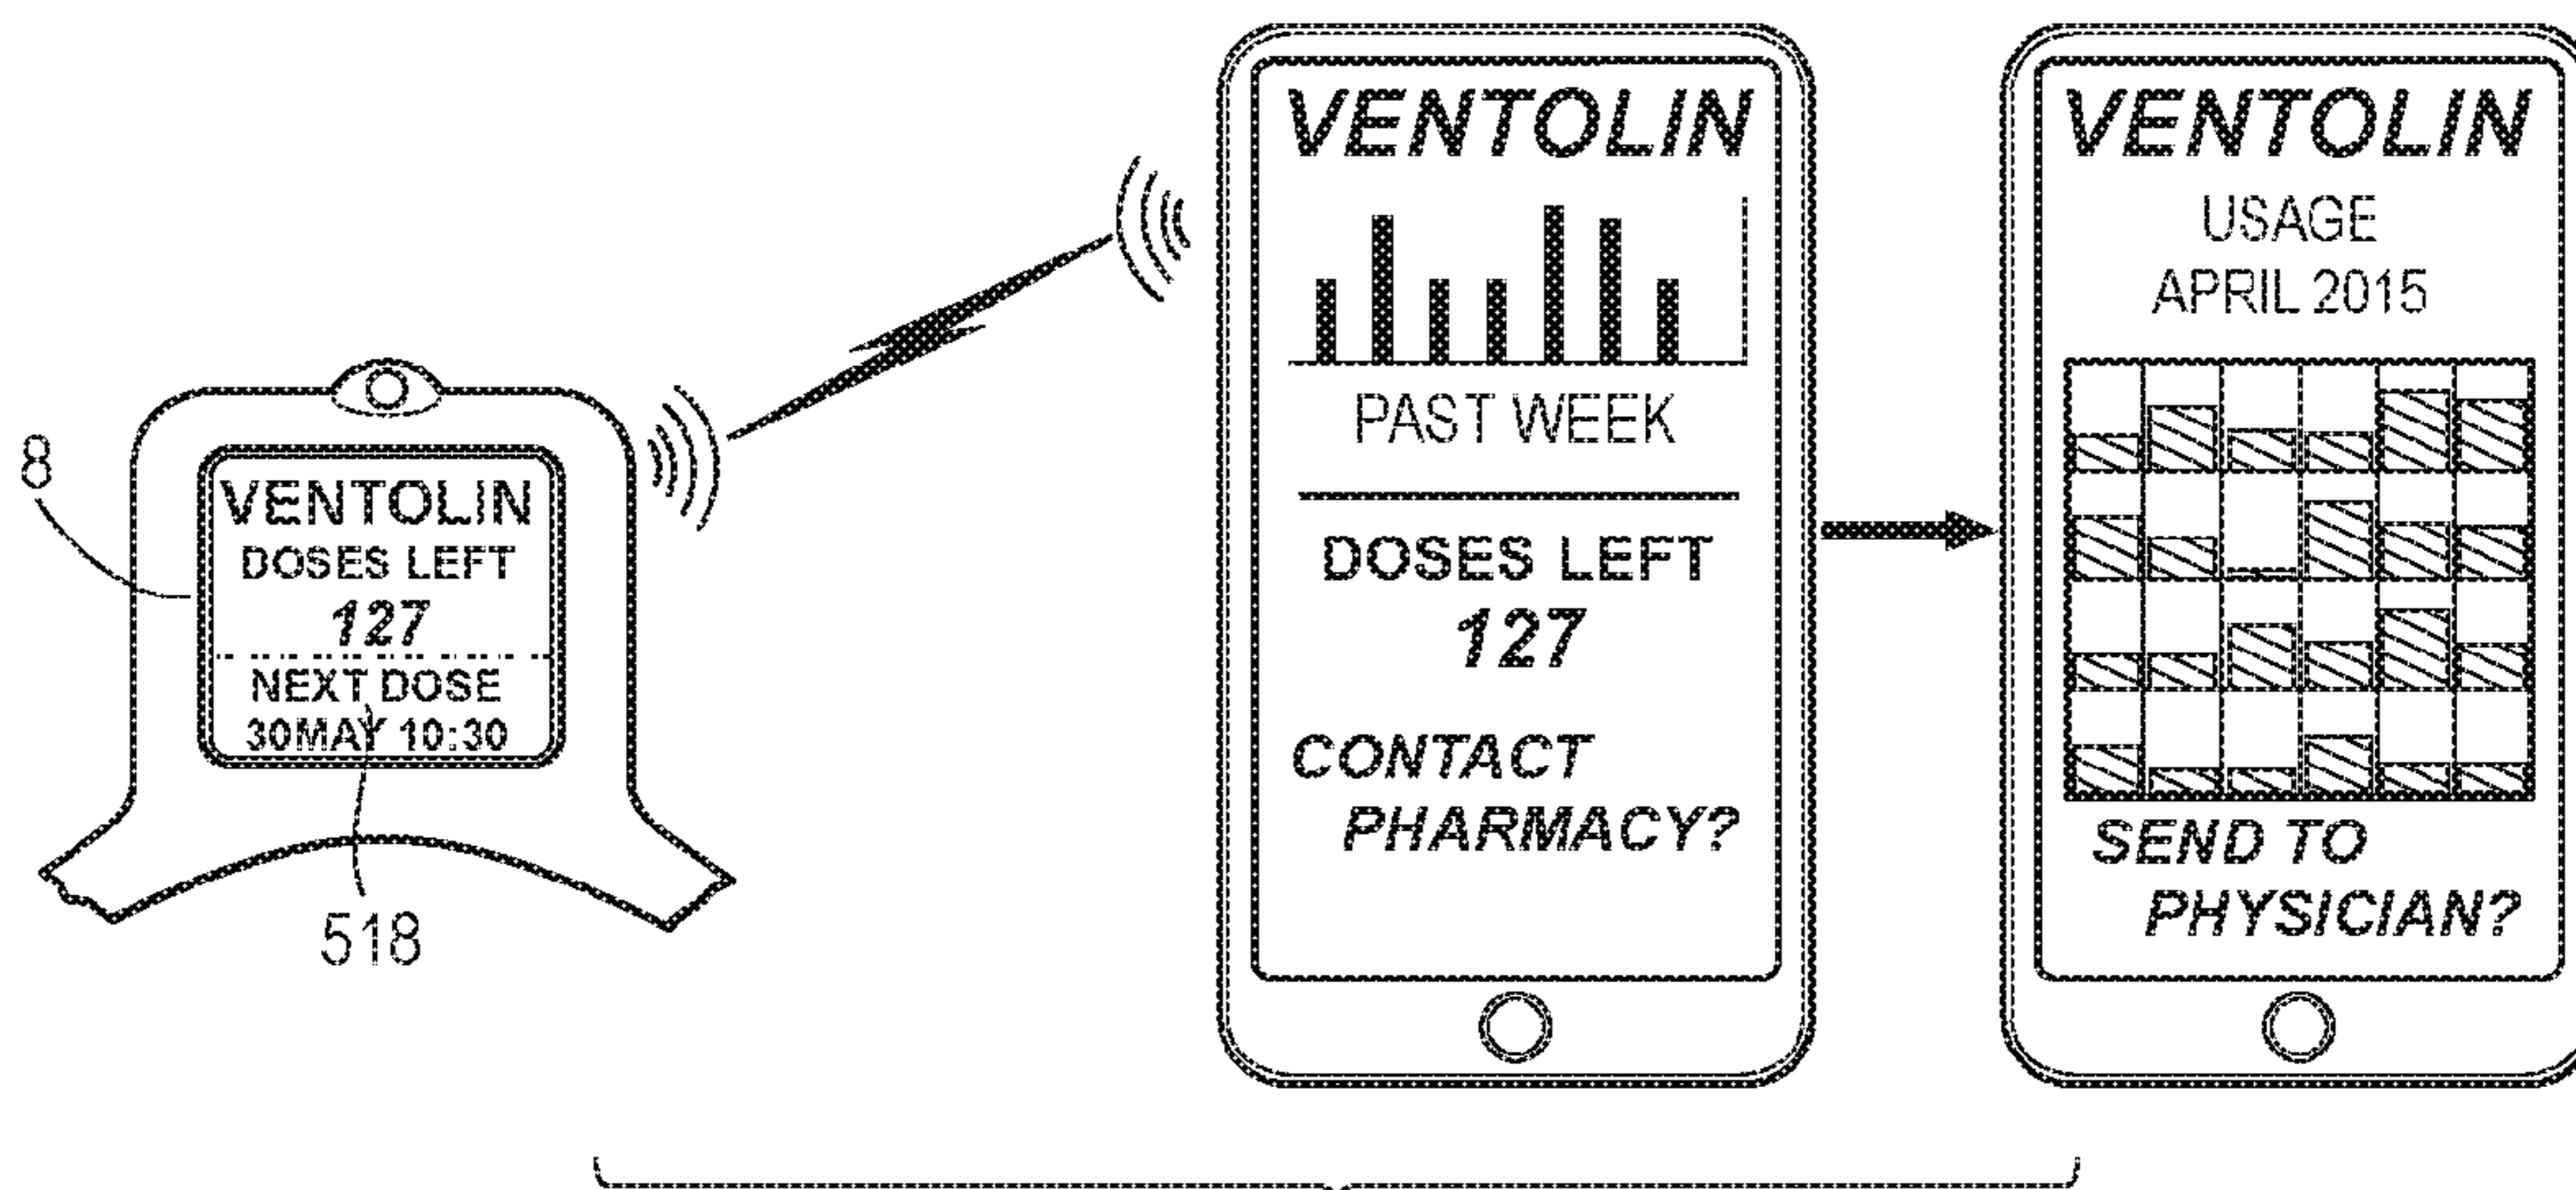 8
VENTOLIN
DOSES LEFT
127
NEXT DOSE
30MAY 10:30
518
VENTOLIN
PAST WEEK
DOSES LEFT
127
CONTACT
PHARMACY?
VENTOLIN
USAGE
APRIL 2015
SEND TO
PHYSICIAN?